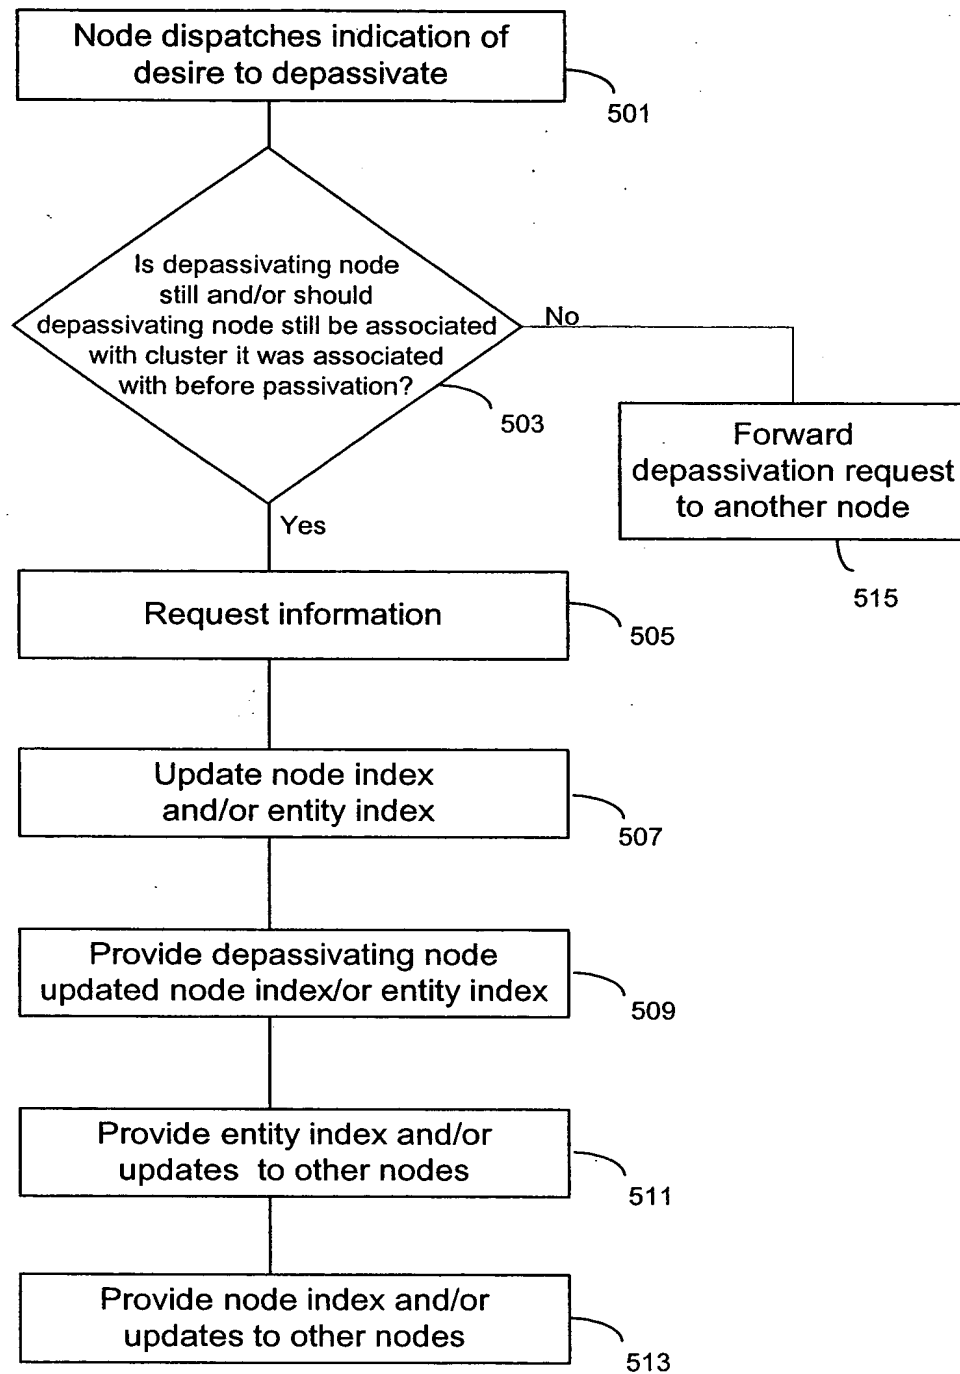 Node dispatches indication of
desire to depassivate
501
Is depassivating node
still and/or should
depassivating node still be associated
with cluster it was associated
with before passivation?
No
503
Forward
depassivation request
to another node
Yes
515
Request information
505
Update node index
and/or entity index
507
Provide depassivating node
updated node index/or entity index
509
Provide entity index and/or
updates to other nodes
511
Provide node index and/or
updates to other nodes
513